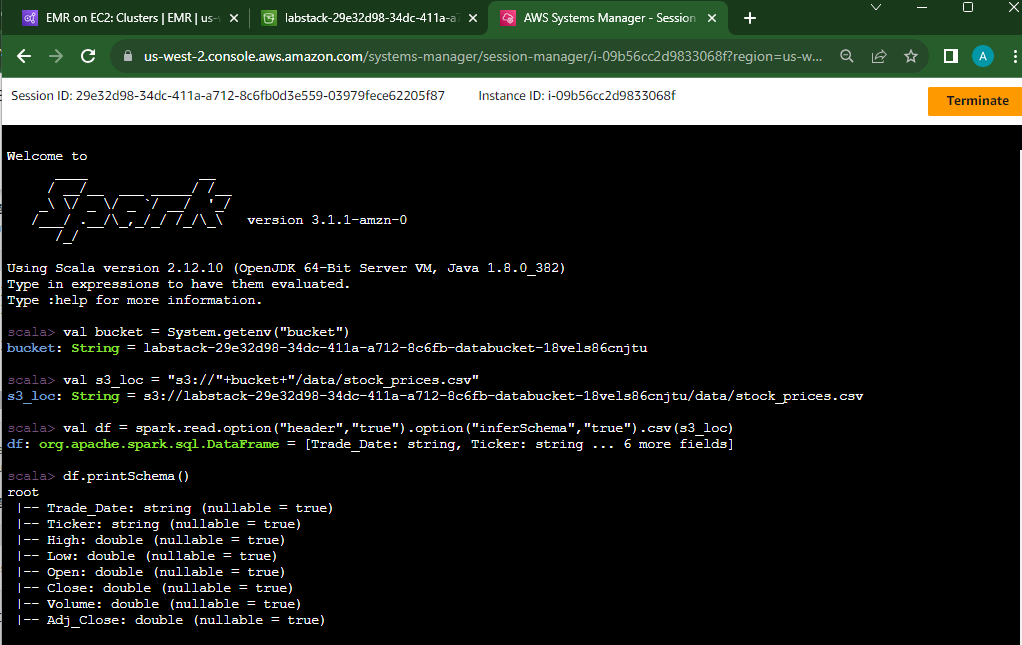 EMR on EC2: Clusters | EMR | us-
labstack-29e32d98-34dc-411a-a7
AWS Systems Manager - Session
us-west-2.console.aws.amazon.com/systems-manager/session-manager/i-09b56cc2d9833068f?region=us-w...
A
Session ID: 29e32d98-34dc-411a-a712-8c6fb0d3e559-03979fece62205f87
Instance ID: i-09b56cc2d9833068f
Terminate
Welcome to
Spark version 3.1.1-amzn-0
Using Scala version 2.12.10 (OpenJDK 64-Bit Server VM, Java 1.8.0_382)
Type in expressions to have them evaluated.
Type :help for more information.
scala> val bucket = System.getenv("bucket")
bucket: String = labstack-29e32d98-34dc-411a-a712-8c6fb-databucket-18vels86cnjtu
scala> val s3_loc = "s3://"+bucket+"/data/stock_prices.csv"
s3_loc: String = s3://labstack-29e32d98-34dc-411a-a712-8c6fb-databucket-18vels86cnjtu/data/stock_prices.csv
scala> val df = spark.read.option("header","true").option("inferSchema","true").csv(s3_loc)
df: org.apache.spark.sql.DataFrame = [Trade_Date: string, Ticker: string ... 6 more fields]
scala> df.printSchema()
root
|-- Trade_Date: string (nullable = true)
|-- Ticker: string (nullable = true)
|-- High: double (nullable = true)
|-- Low: double (nullable = true)
|-- Open: double (nullable = true)
|-- Close: double (nullable = true)
|-- Volume: double (nullable = true)
|-- Adj_Close: double (nullable = true)